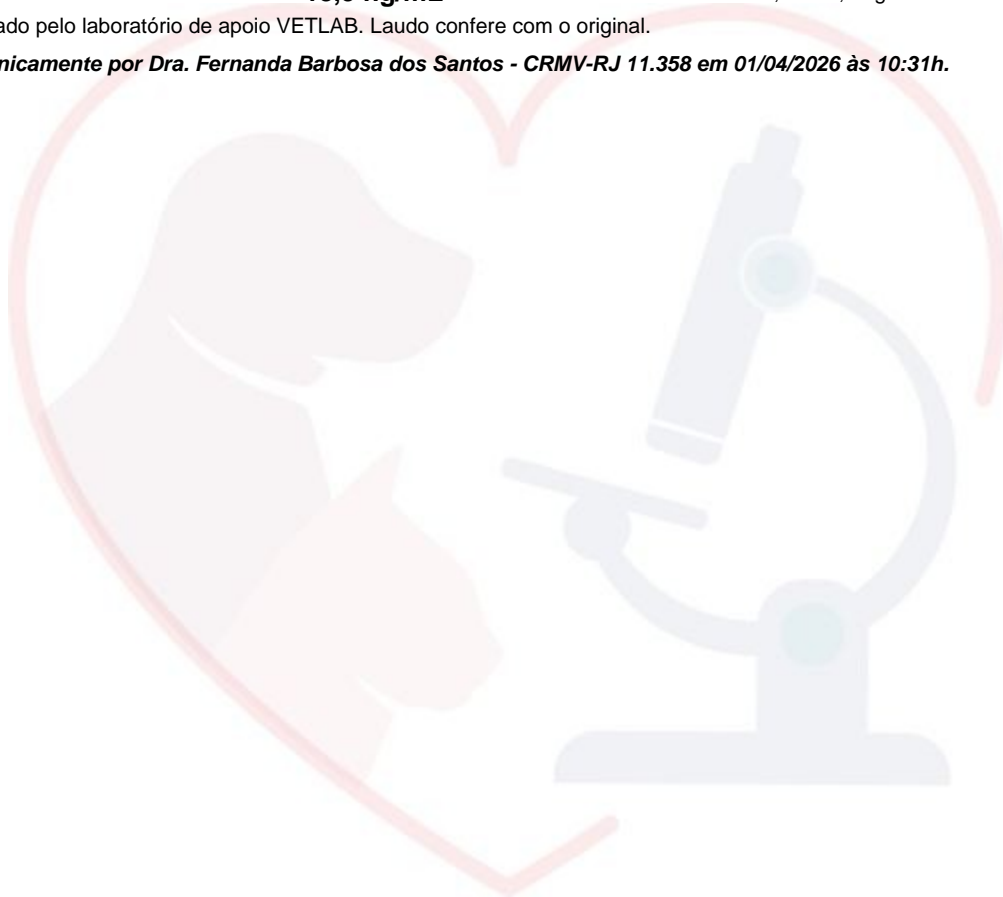 ado pelo laboratório de apoio VETLAB. Laudo confere com o original.
nicamente por Dra. Fernanda Barbosa dos Santos - CRMV-RJ 11.358 em 01/04/2026 às 10:31h.